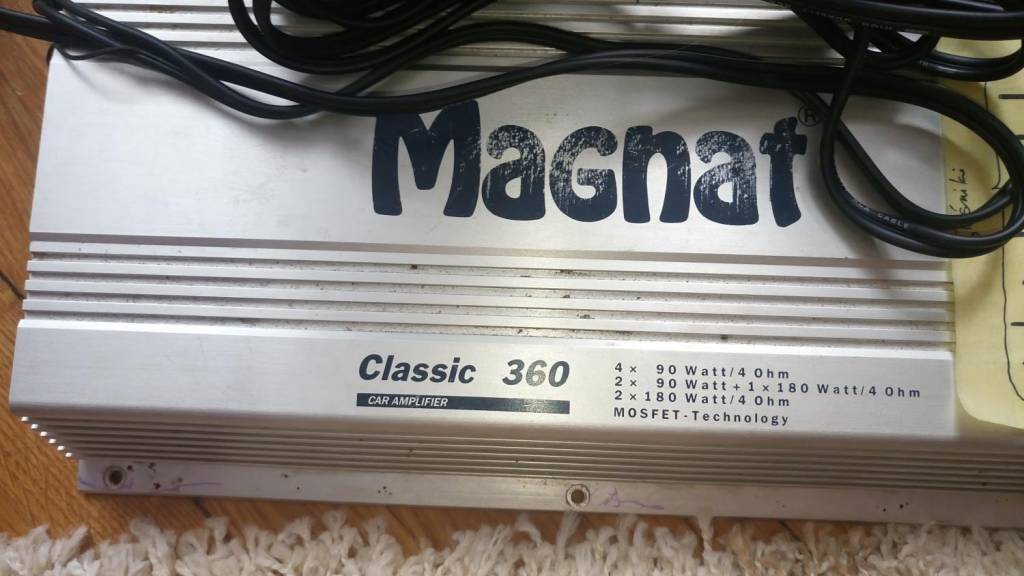 Magnat®
Classic 360
CAR AMPLIFIER
4 x 90 Watt/4 Ohm
2 x 90 Watt + 1 x 180 Watt/4 Ohm
2 x 180 Watt/4 Ohm
MOSFET-Technology